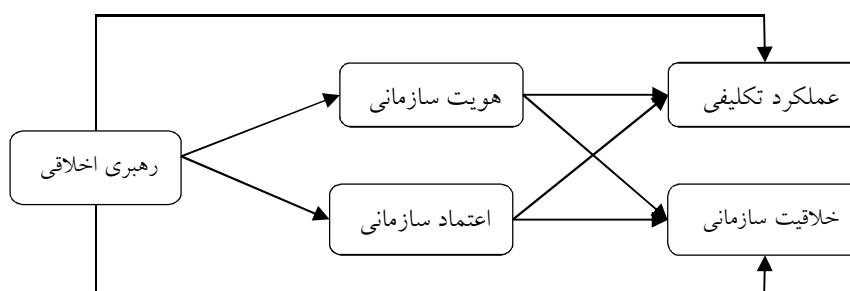 هویت سازمانی
عملکرد تکلیفی
رهبری اخلاقی
اعتماد سازمانی
خلاقیت سازمانی